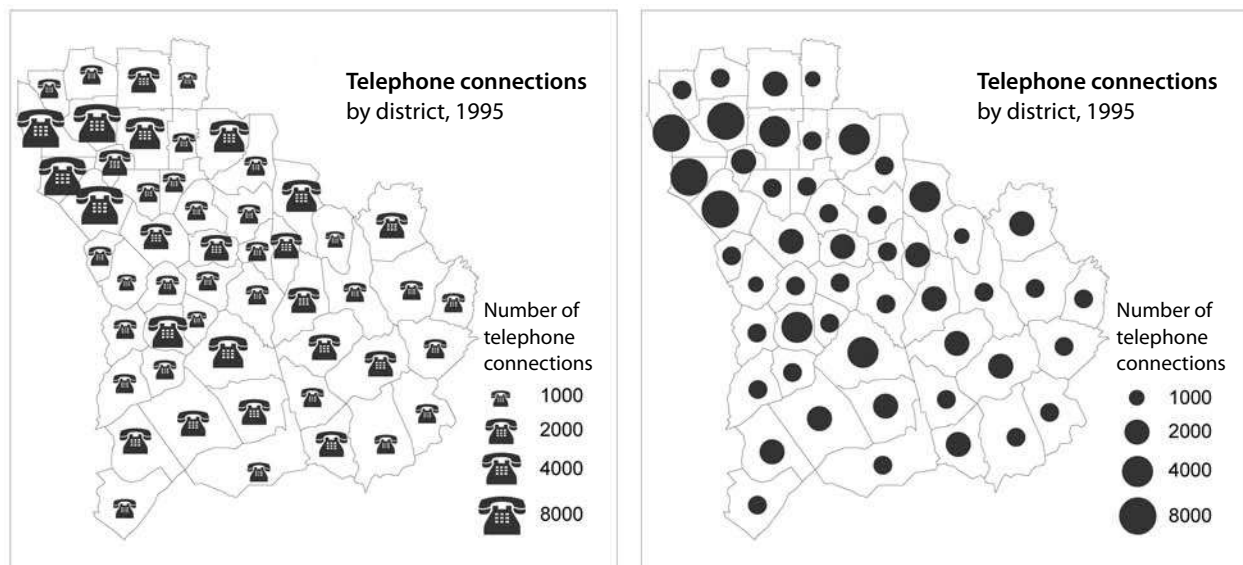 Telephone connections
by district, 1995
Number of
telephone
connections
1000
2000
4000
8000
Telephone connections
by district, 1995
Number of
telephone
connections
1000
2000
4000
8000